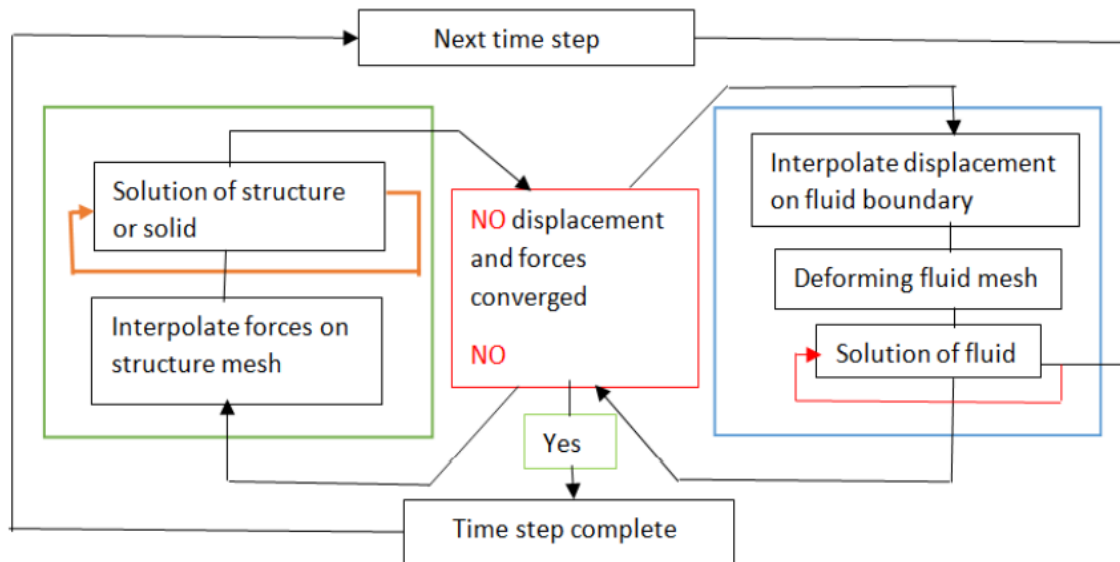 Next time step
Solution of structure
or solid
Interpolate forces on
structure mesh
NO displacement
and forces
converged
NO
Yes
Interpolate displacement
on fluid boundary
Deforming fluid mesh
Solution of fluid
Time step complete